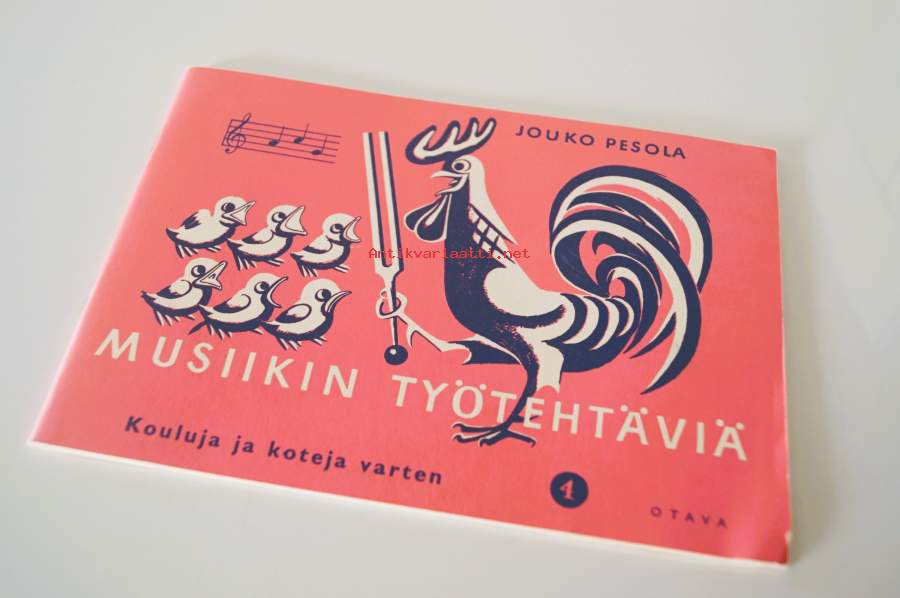 JOUKO PESOLA
Antikvariaatti.net
MUSIIKIN TYÖTEHTÄVIÄ
Kouluja ja koteja varten
4
OTAVA